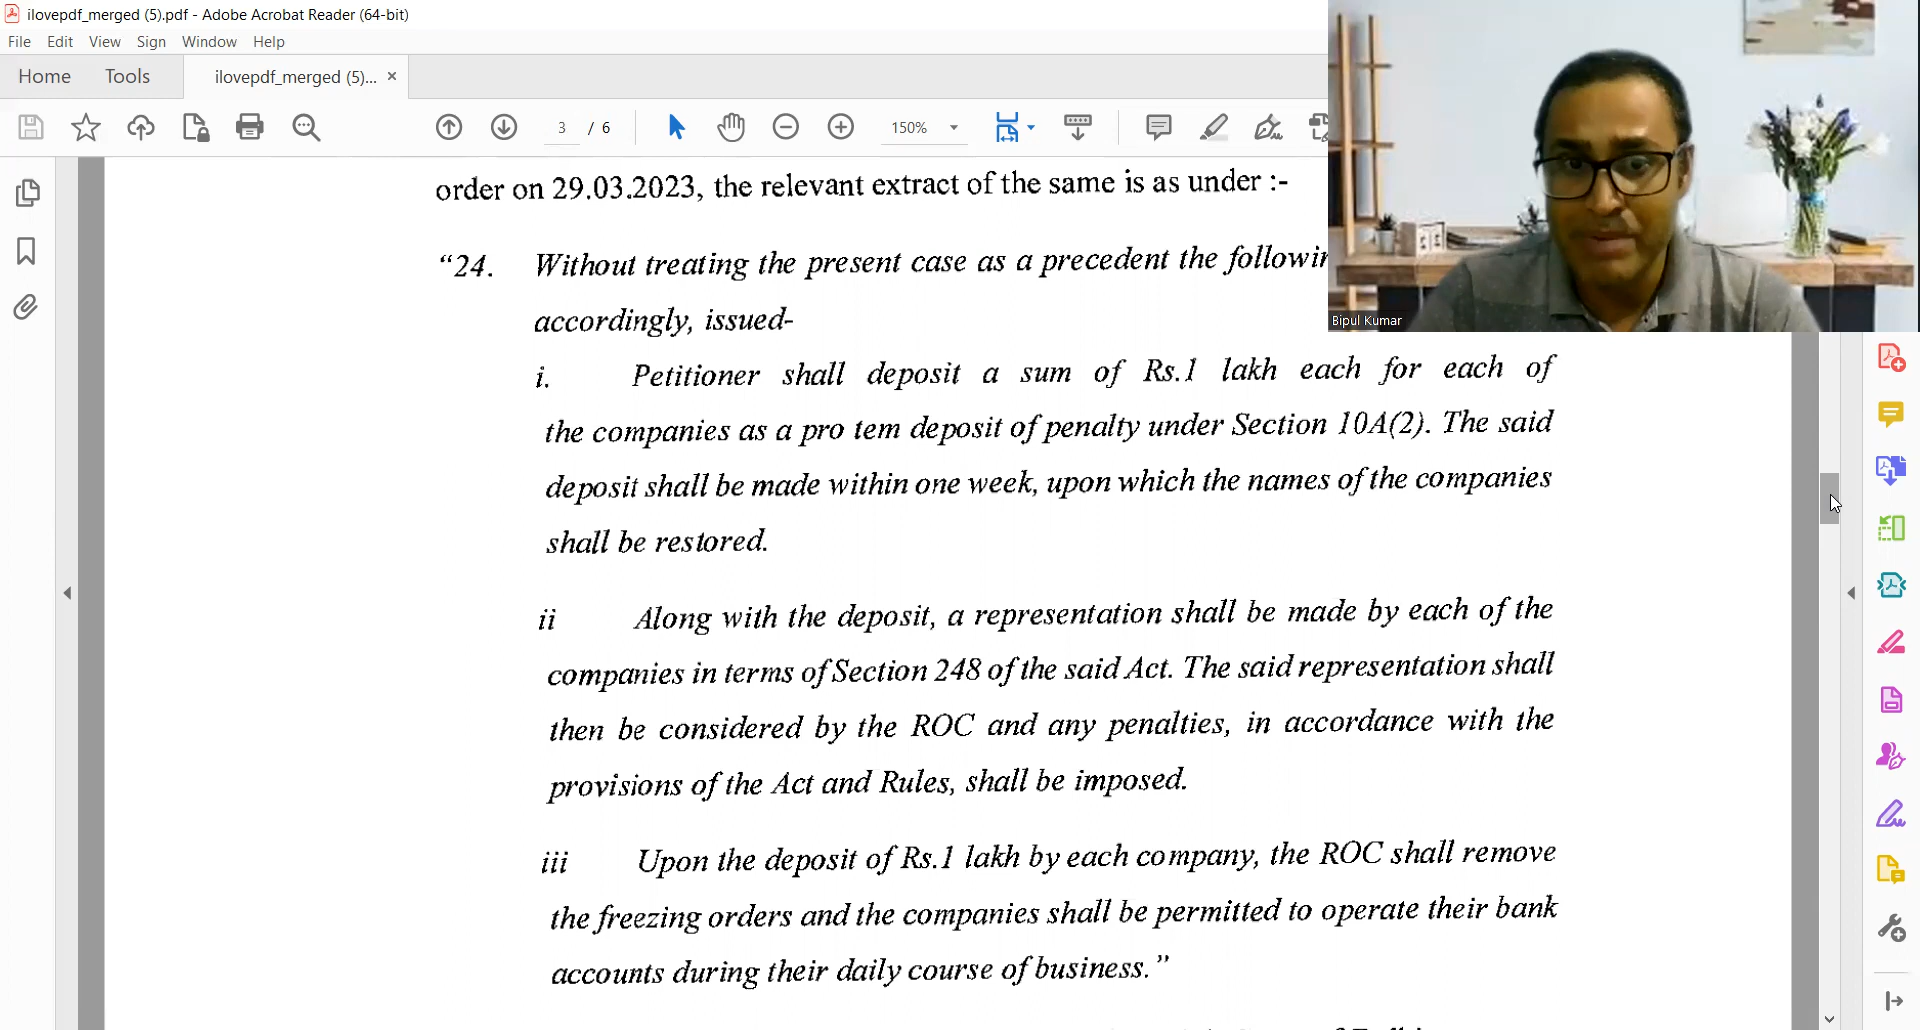 ilovepdf_merged (5).pdf - Adobe Acrobat Reader (64-bit)
File Edit View Sign Window Help
Home Tools ilovepdf_merged (5)... ×
3 / 6 150%
order on 29.03.2023, the relevant extract of the same is as under :-
“24. Without treating the present case as a precedent the
accordingly, issued-
i. Petitioner shall deposit a sum of Rs.1 lakh each for each of
the companies as a pro tem deposit of penalty under Section 10A(2). The said
deposit shall be made within one week, upon which the names of the companies
shall be restored.
ii Along with the deposit, a representation shall be made by each of the
companies in terms of Section 248 of the said Act. The said representation shall
then be considered by the ROC and any penalties, in accordance with the
provisions of the Act and Rules, shall be imposed.
iii Upon the deposit of Rs.1 lakh by each company, the ROC shall remove
the freezing orders and the companies shall be permitted to operate their bank
accounts during their daily course of business.”
Bipul Kumar